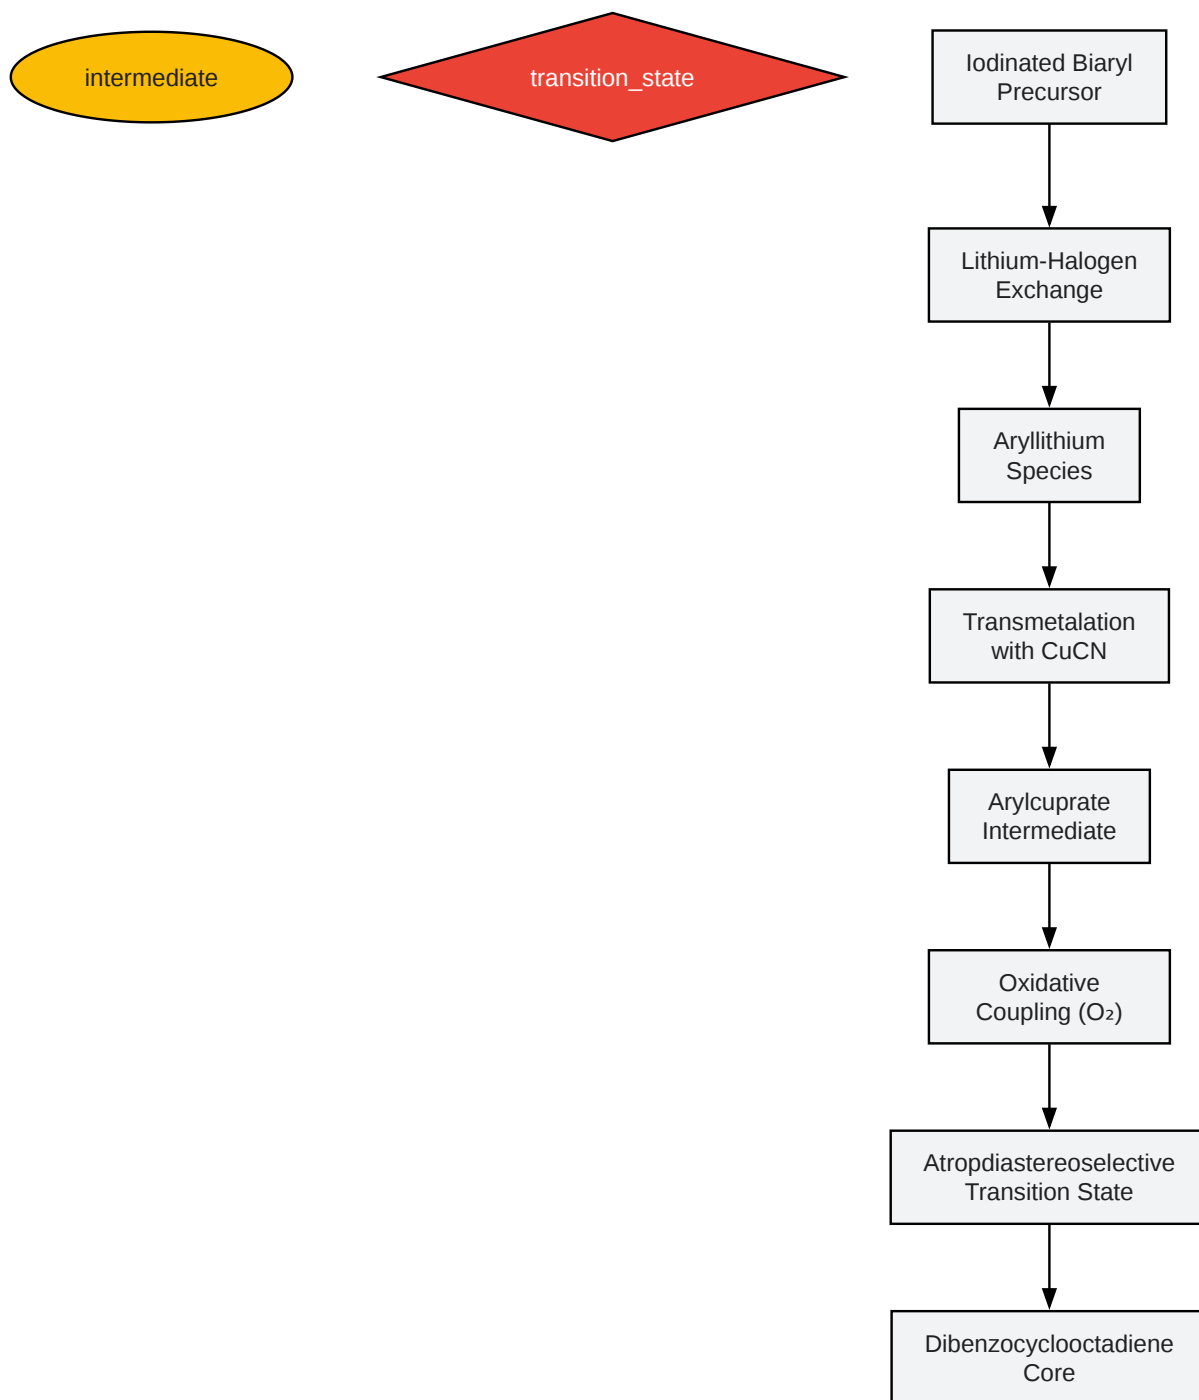 intermediate
transition_state
Iodinated Biaryl
Precursor
Lithium-Halogen
Exchange
Aryllithium
Species
Transmetalation
with CuCN
Arylcuprate
Intermediate
Oxidative
Coupling (O₂)
Atropdiastereoselective
Transition State
Dibenzocyclooctadiene
Core